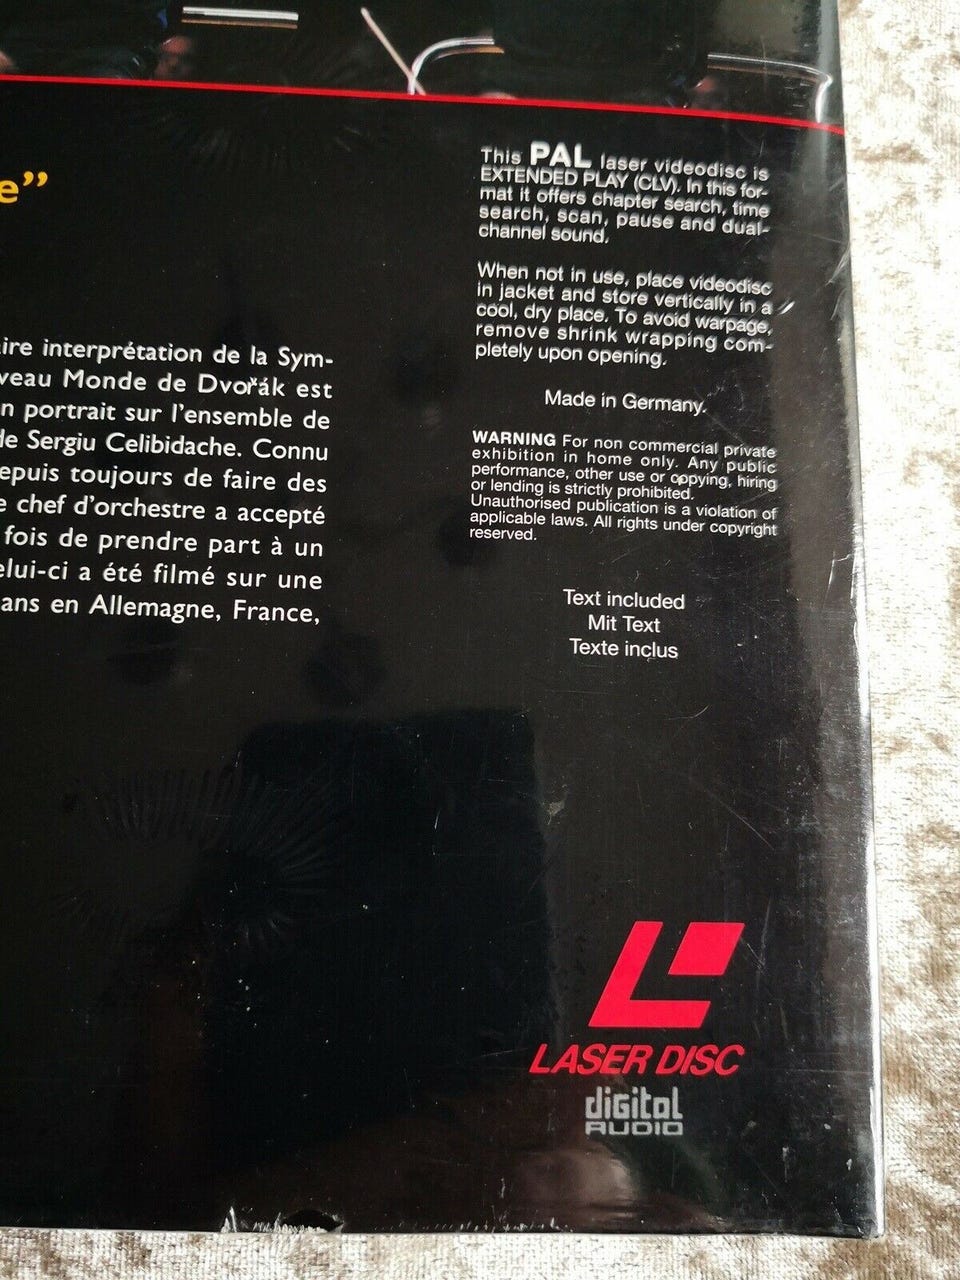 e”
ire interprétation de la Sym-
veau Monde de Dvořák est
n portrait sur l'ensemble de
de Sergiu Celibidache. Connu
epuis toujours de faire des
e chef d'orchestre a accepté
fois de prendre part à un
elui-ci a été filmé sur une
ans en Allemagne, France,
This PAL laser videodisc is
EXTENDED PLAY (CLV). In this for-
mat it offers chapter search, time
search, scan, pause and dual-
channel sound.
When not in use, place videodisc
in jacket and store vertically in a
cool, dry place. To avoid warpage,
remove shrink wrapping com-
pletely upon opening.
Made in Germany.
WARNING For non commercial private
exhibition in home only. Any public
performance, other use or copying, hiring
or lending is strictly prohibited.
Unauthorised publication is a violation of
applicable laws. All rights under copyright
reserved.
Text included
Mit Text
Texte inclus
LASER DISC
digital
AUDIO